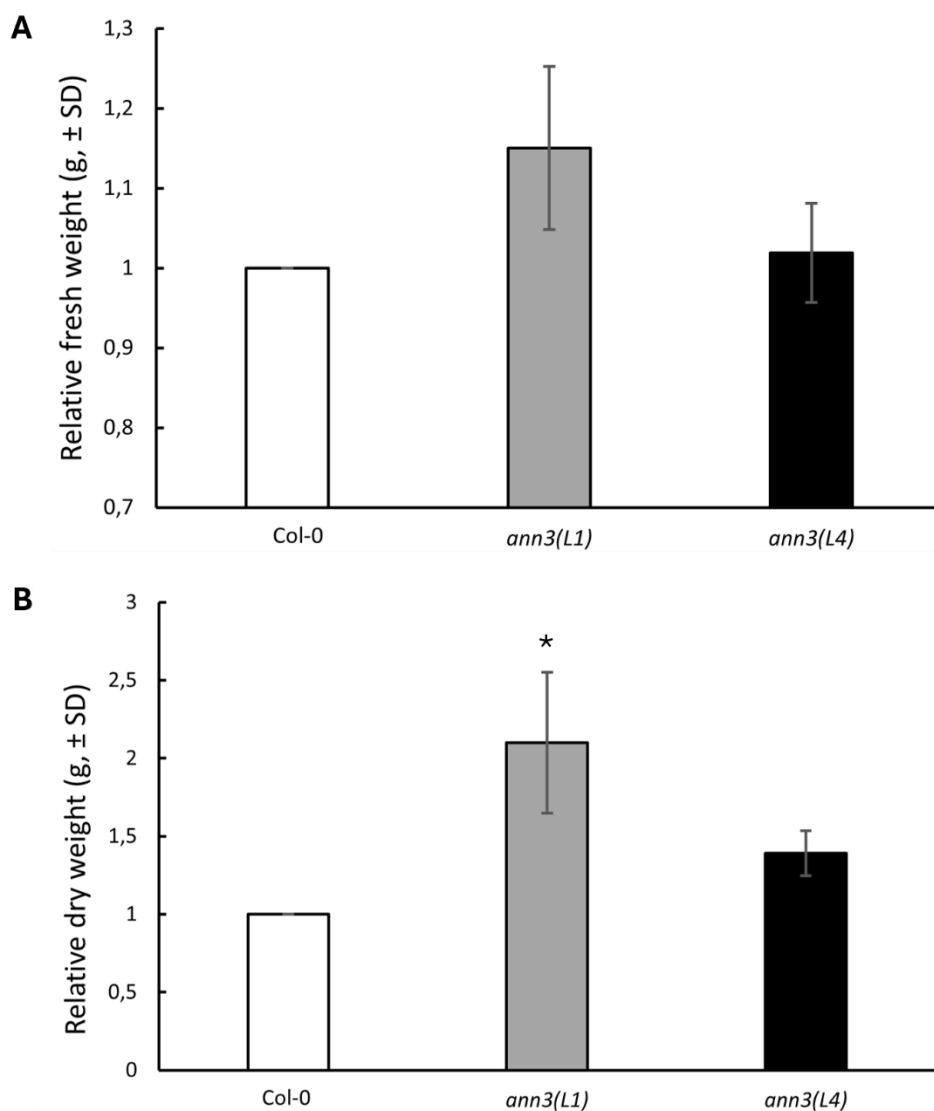 A
Relative fresh weight (g, ± SD)
1,3
1,2
1,1
1
0,9
0,8
0,7
Col-0 ann3(L1) ann3(L4)
B
Relative dry weight (g, ± SD)
3
2,5
2
1,5
1
0,5
0
*
Col-0 ann3(L1) ann3(L4)